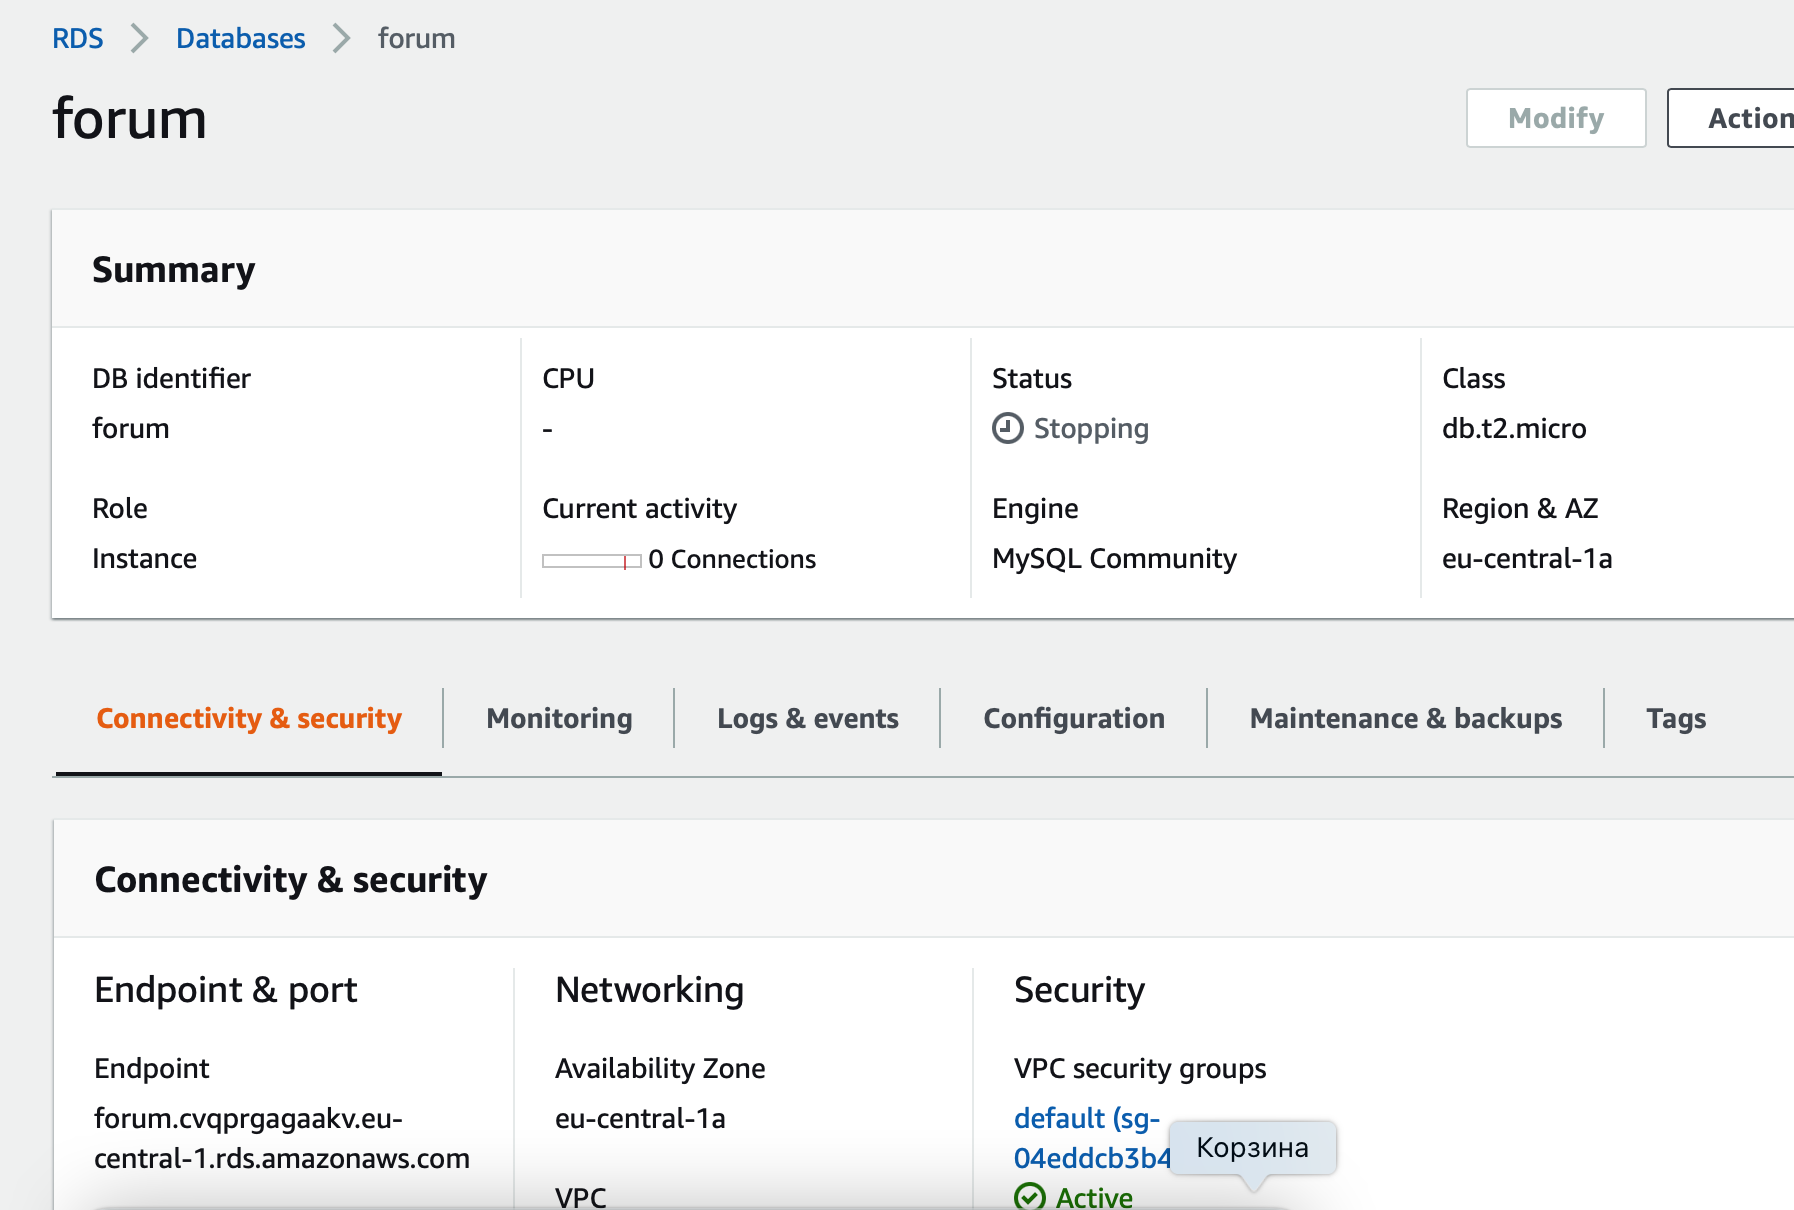 RDS > Databases > forum
forum
Modify
Action
Summary
DB identifier
CPU
Status
Class
forum
-
Stopping
db.t2.micro
Role
Current activity
Engine
Region & AZ
Instance
0 Connections
MySQL Community
eu-central-1a
Connectivity & security
Monitoring
Logs & events
Configuration
Maintenance & backups
Tags
Connectivity & security
Endpoint & port
Networking
Security
Endpoint
Availability Zone
VPC security groups
forum.cvqprgagaakv.eu-
central-1.rds.amazonaws.com
eu-central-1a
default (sg-
04eddcb3b4
Корзина
VPC
Active